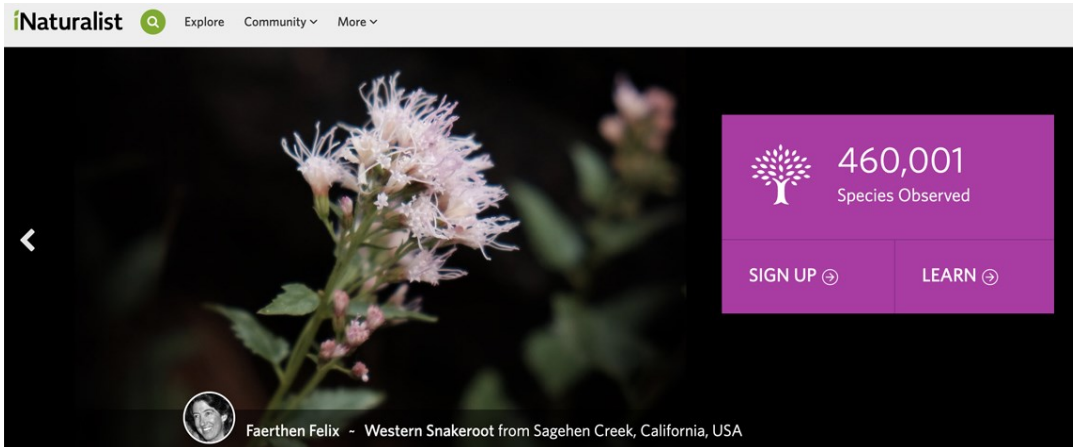 iNaturalist Explore Community More
460,001
Species Observed
SIGN UP LEARN
Faerthen Felix ~ Western Snakeroot from Sagehen Creek, California, USA